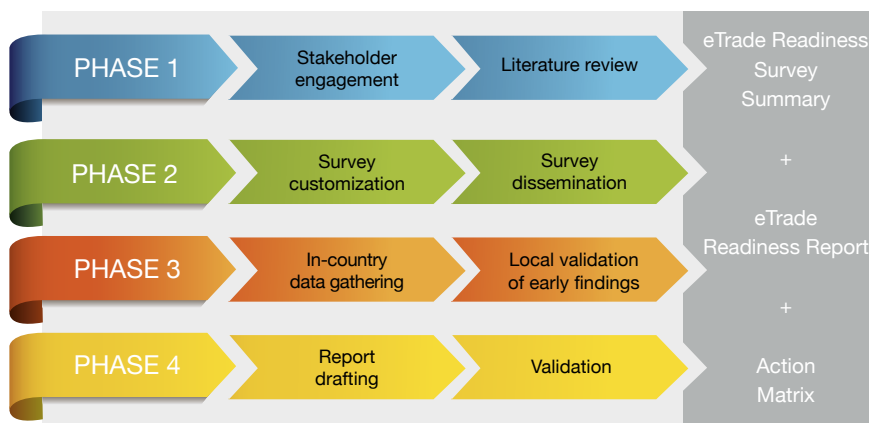 PHASE 1
Stakeholder
engagement
Literature review
PHASE 2
Survey
customization
Survey
dissemination
PHASE 3
In-country
data gathering
Local validation
of early findings
PHASE 4
Report
drafting
Validation
eTrade Readiness
Survey
Summary
+
eTrade
Readiness Report
+
Action
Matrix